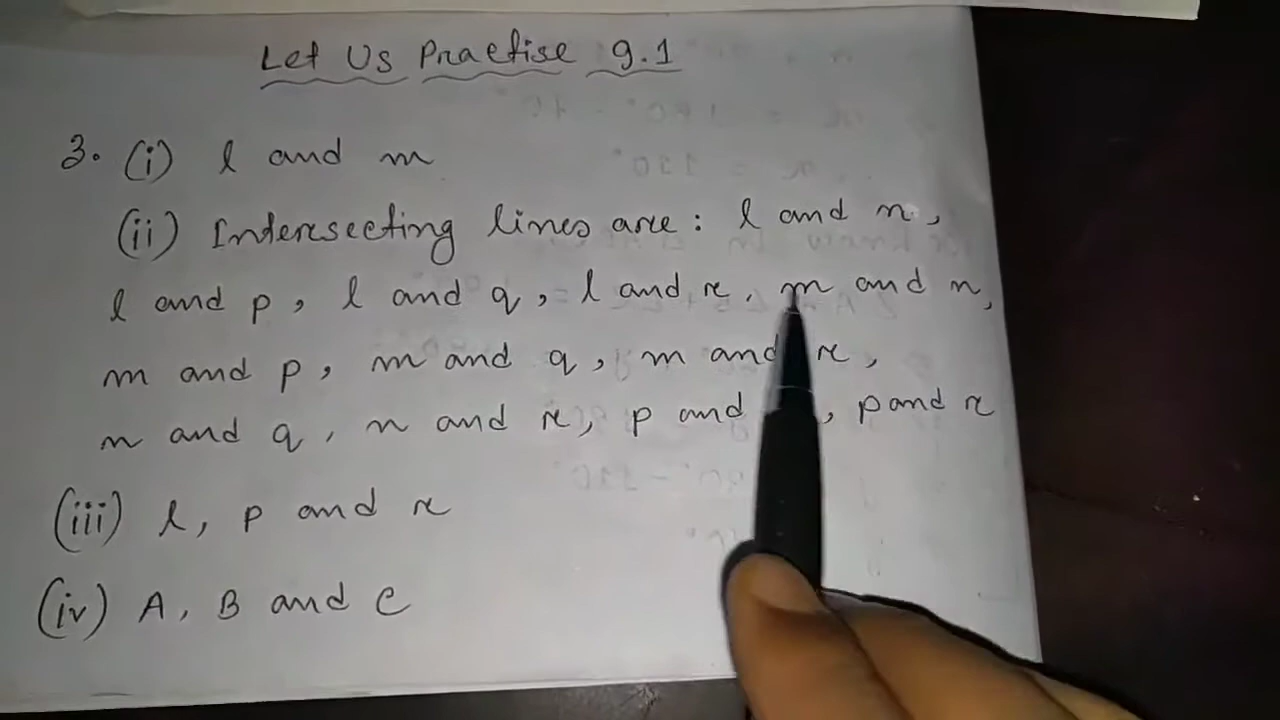 Let Us Practise 9.1
3. (i) l and m
(ii) Intersecting lines are: l and n,
l and p, l and q, l and r, m and n,
m and p, m and q, m and r,
n and q, n and r, p and , p and r
(iii) l, p and r
(iv) A, B and C